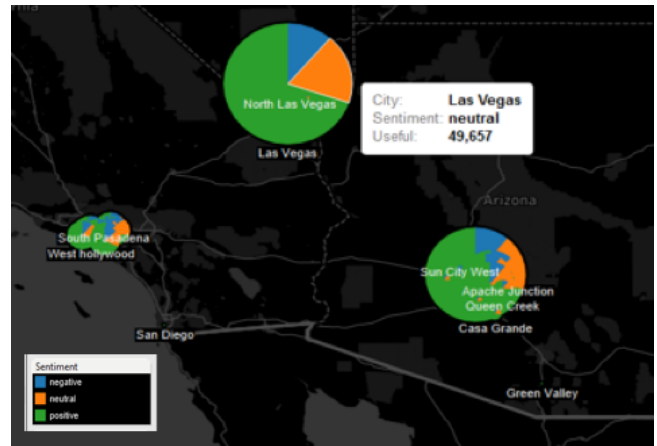 North Las Vegas
Las Vegas
City: Las Vegas
Sentiment: neutral
Useful: 49,657
Arizona
South Pasadena
West hollywood
Sun City West
Apache Junction
Queen Creek
Casa Grande
San Diego
Green Valley
Sentiment
negative
neutral
positive